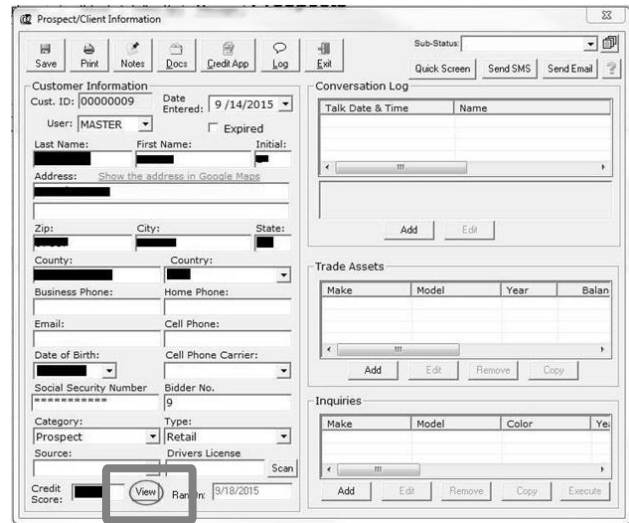 Prospect/Client Information
Sub-Status:
Save Print Notes Docs Credit App Log Exit
Quick Screen Send SMS Send Email ?
Customer Information
Cust. ID: 00000009 Date Entered: 9 /14/2015
User: MASTER Expired
Last Name: First Name: Initial:
Address: Show the address in Google Maps
Zip: City: State:
County: Country:
Business Phone: Home Phone:
Email: Cell Phone:
Date of Birth: Cell Phone Carrier:
Social Security Number Bidder No.
*********** 9
Category: Type:
Prospect Retail
Source: Drivers License
Scan
Credit Score: View Ran On: 9/18/2015
Conversation Log
Talk Date & Time Name
Add Edit
Trade Assets
Make Model Year Balan
Add Edit Remove Copy
Inquiries
Make Model Color Ye
Add Edit Remove Copy Execute